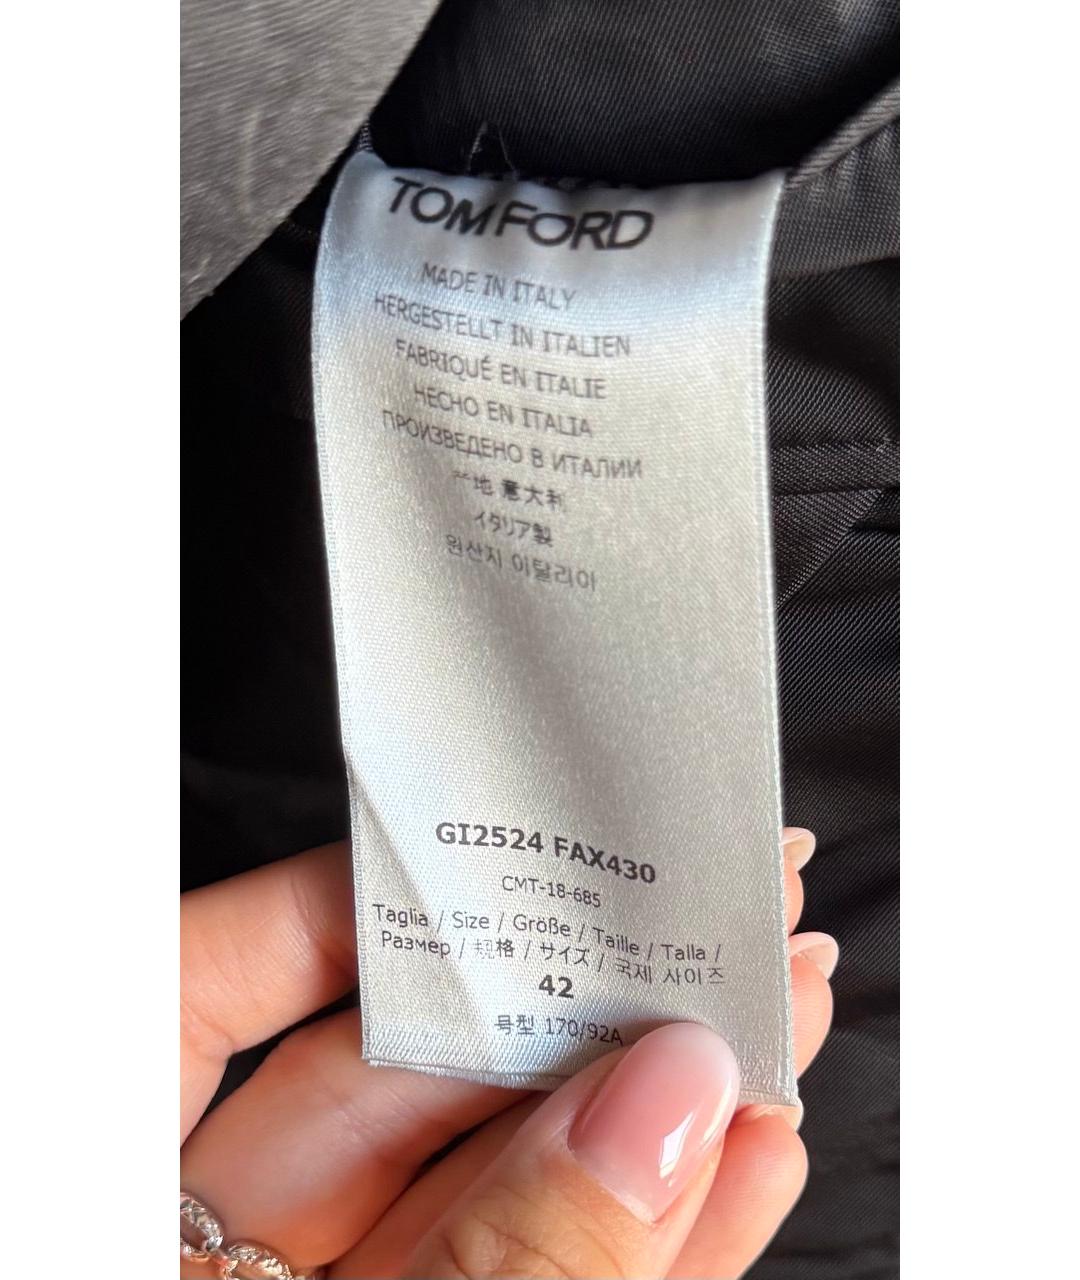 TOM FORD
MADE IN ITALY
HERGESTELLT IN ITALIEN
FABRIQUÉ EN ITALIE
HECHO EN ITALIA
ПРОИЗВЕДЕНО В ИТАЛИИ
地 意大利
イタリア製
원산지 이탈리아
GI2524 FAX430
CMT-18-685
Taglia / Size / Größe / Taille / Talla /
Размер / 规格 / サイズ / 국제 사이즈
42
号型 170/92A